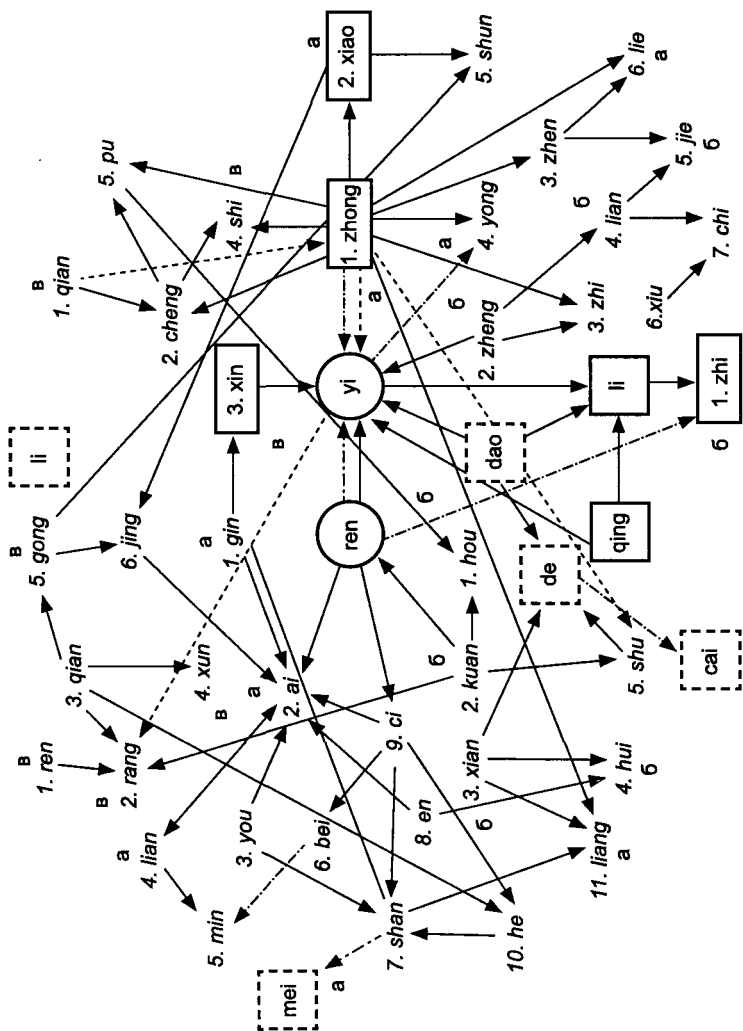 li
в
5. gong
в
1. qian
5. pu
а
2. xiao
3. qian
6. jing
2. cheng
в
4. shi
5. shun
в
1. ren
а
1. gin
3. xin
1. zhong
6. lie
а
в
2. rang
4. xun
в
а
4. yong
3. zhen
а
4. lian
а
2. ai
ren
yi
б
2. zheng
б
4. lian
5. jie
б
3. you
9. ci
б
1. hou
б
3. zhi
5. min
6. bei
2. kuan
dao
6.xiu
7. chi
8. en
б
3. xian
de
li
mei
а
7. shan
5. shu
qing
б
1. zhi
10. he
4. hui
б
cai
11. liang
а